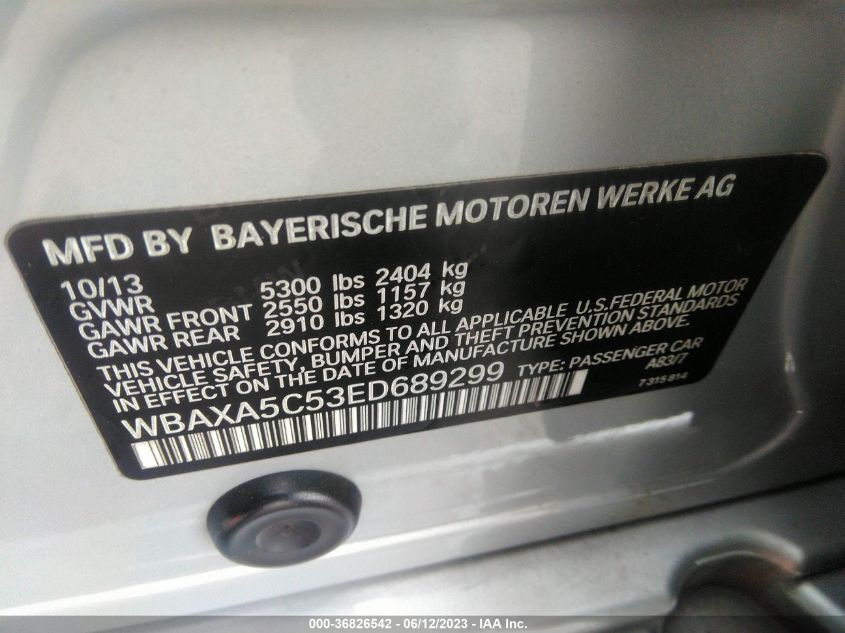 MFD BY BAYERISCHE MOTOREN WERKE AG
10/13
GVWR 5300 lbs 2404 kg
GAWR FRONT 2550 lbs 1157 kg
GAWR REAR 2910 lbs 1320 kg
THIS VEHICLE CONFORMS TO ALL APPLICABLE U.S.FEDERAL MOTOR
VEHICLE SAFETY, BUMPER AND THEFT PREVENTION STANDARDS
IN EFFECT ON THE DATE OF MANUFACTURE SHOWN ABOVE.
WBAXA5C53ED689299 TYPE: PASSENGER CAR
A83/7
7 315 814
000-36826542 - 06/12/2023 - IAA Inc.